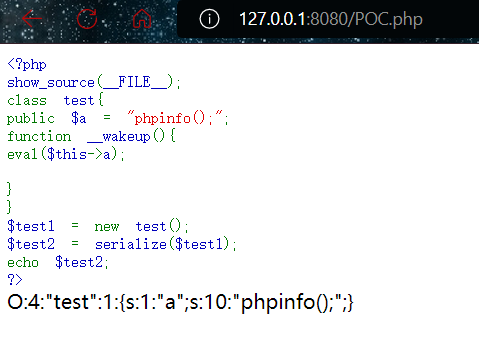 127.0.0.1:8080/POC.php
<?php
show_source(__FILE__);
class test{
public $a = "phpinfo();";
function __wakeup(){
eval($this->a);
}
}
$test1 = new test();
$test2 = serialize($test1);
echo $test2;
?>
O:4:"test":1:{s:1:"a";s:10:"phpinfo();";}